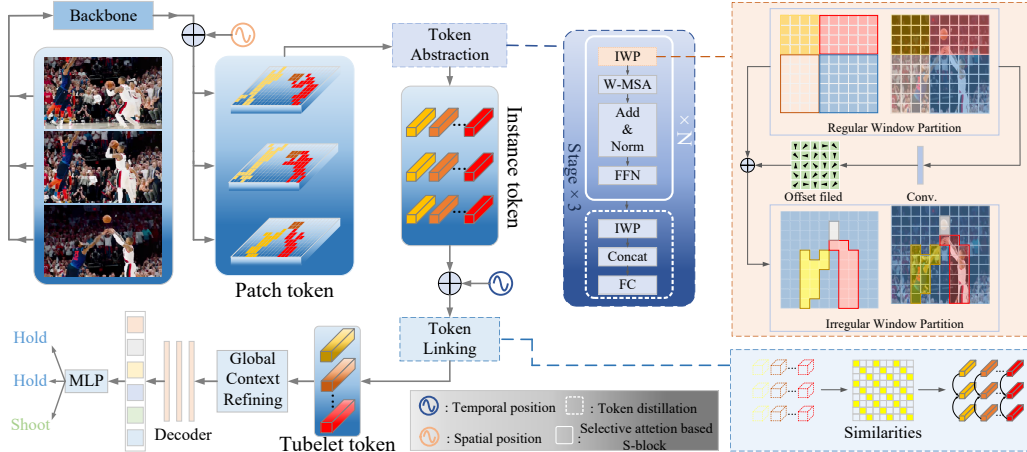 Backbone
Patch token
Token
Abstraction
Instance token
Token
Linking
IWP
W-MSA
Add
&
Norm
FFN
× N
Stage × 3
IWP
Concat
FC
Regular Window Partition
Offset filed
Conv.
Irregular Window Partition
Hold
Hold
Shoot
MLP
Decoder
Global
Context
Refining
Tubelet token
: Temporal position
: Spatial position
: Token distillation
: Selective attetion based
S-block
Similarities